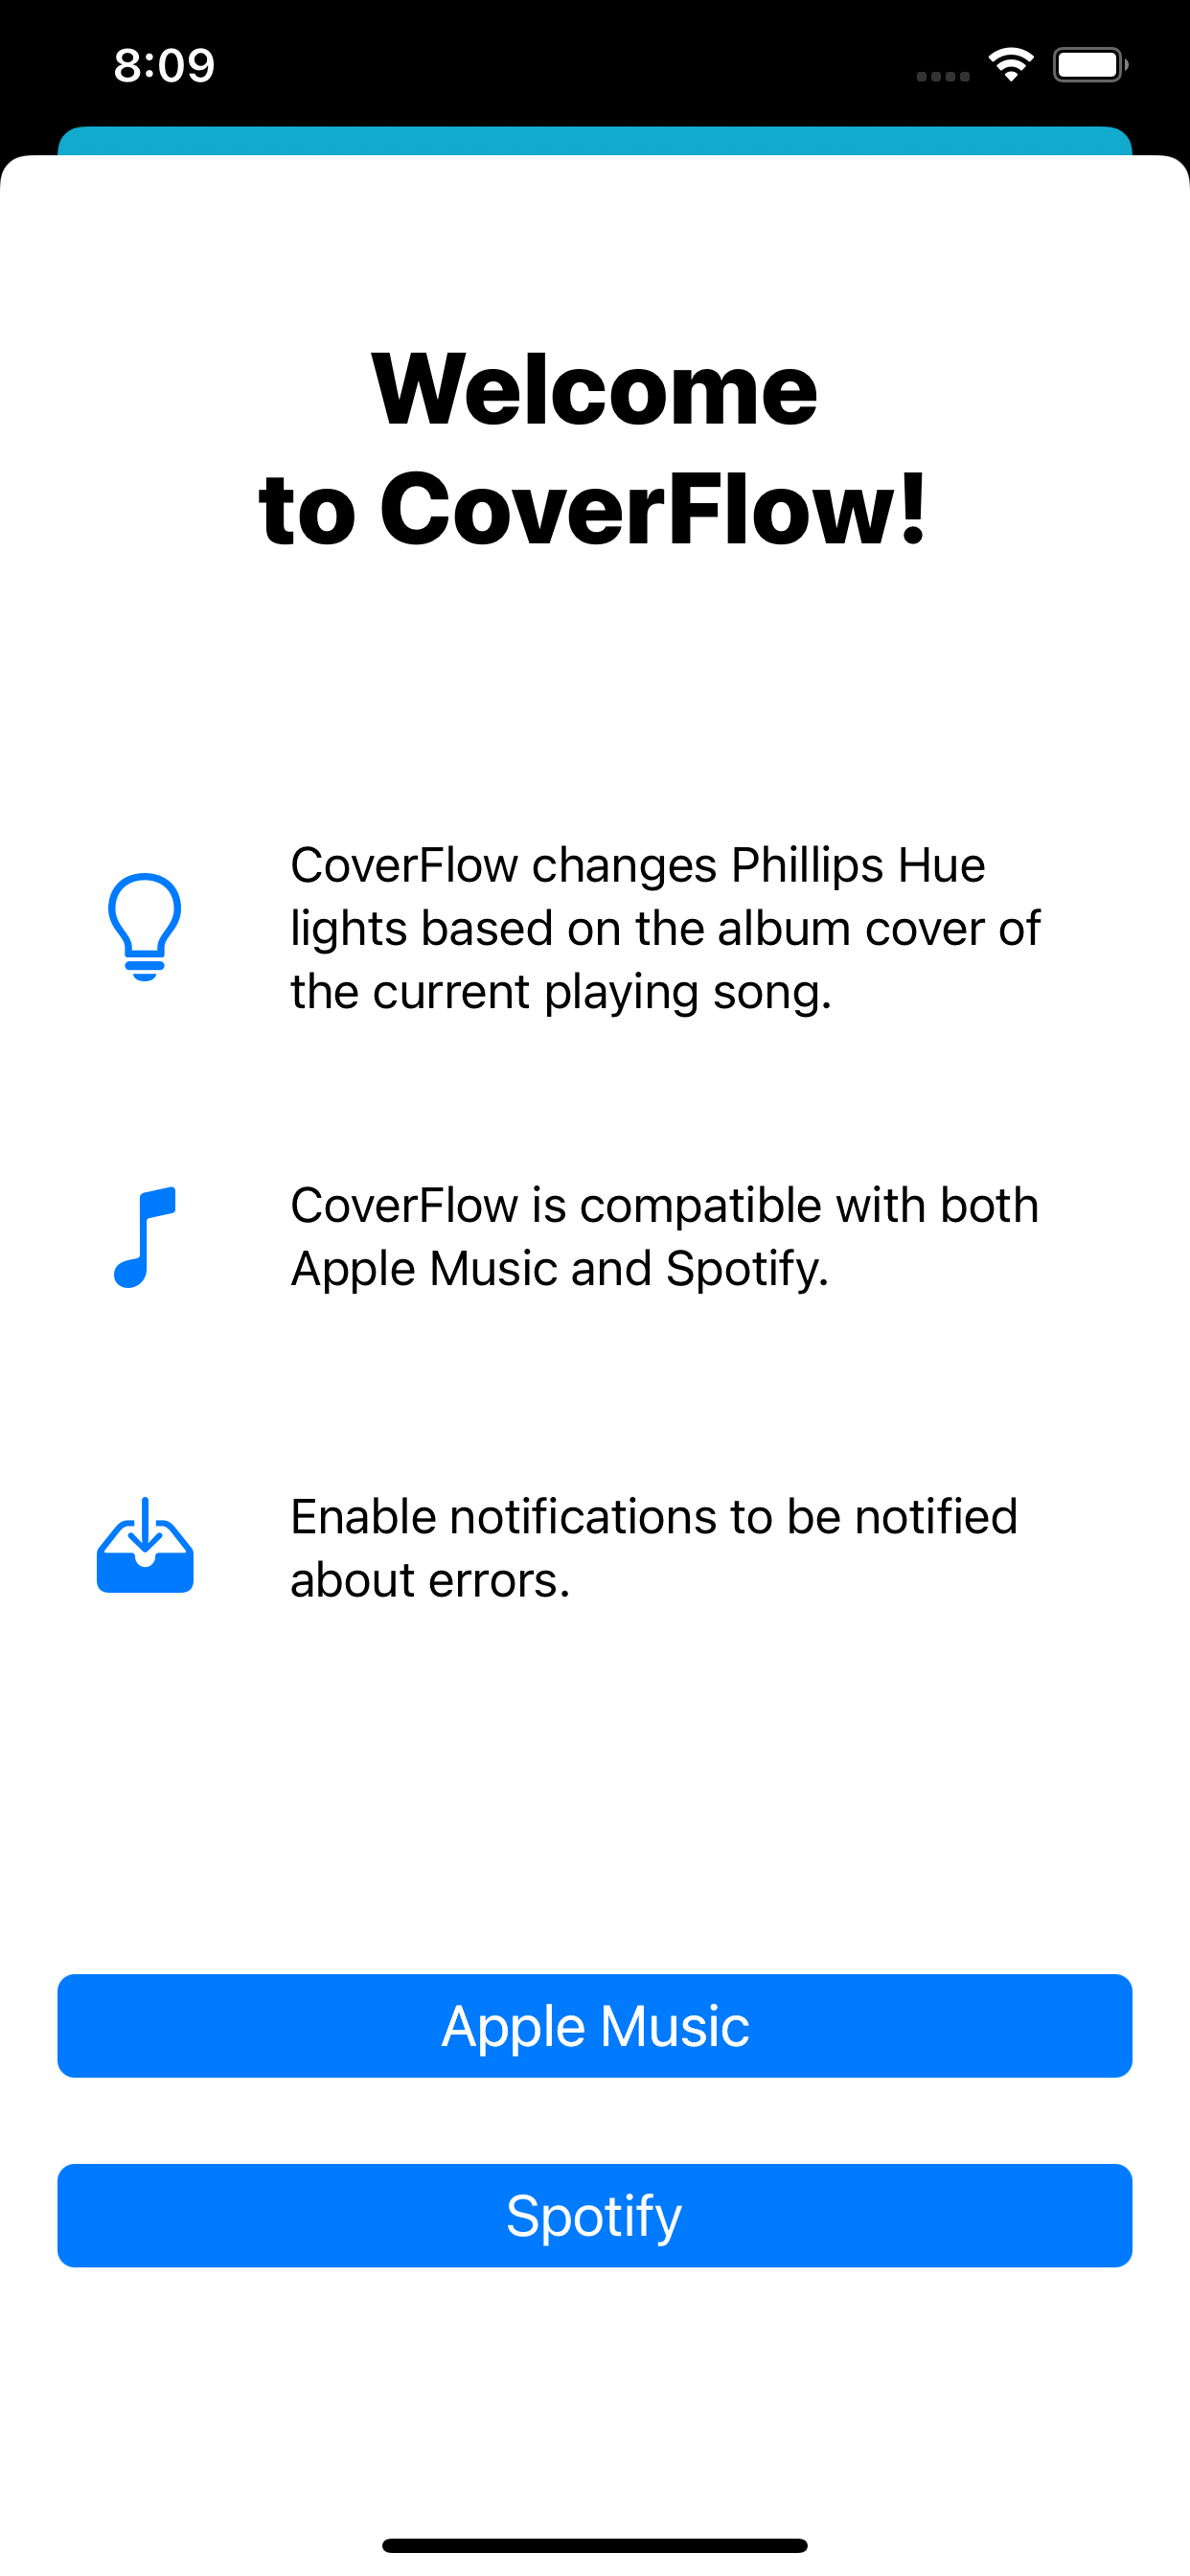 8:09
Welcome
to CoverFlow!
CoverFlow changes Phillips Hue
lights based on the album cover of
the current playing song.
CoverFlow is compatible with both
Apple Music and Spotify.
Enable notifications to be notified
about errors.
Apple Music
Spotify